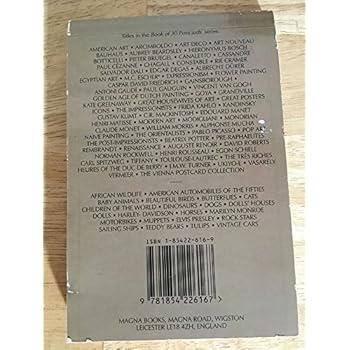 Titles in the Book of 30 Postcards series.
AMERICAN ART • ARCIMBOLDO • ART DECO • ART NOUVEAU
BAUHAUS • AUBREY BEARDSLEY • HIERONYMUS BOSCH
BOTTICELLI • PIETER BRUEGEL • CANALETTO • CASSANDRE
PAUL CÉZANNE • CHAGALL • CONSTABLE • RIE CRAMER
SALVADOR DALI • EDGAR DEGAS • ALBRECHT DÜRER
EGYPTIAN ART • M.C. ESCHER • EXPRESSIONISM • FLOWER PAINTING
CASPAR DAVID FRIEDRICH • GAINSBOROUGH
ANTONI GAUDI • PAUL GAUGUIN • VINCENT VAN GOGH
GOLDEN AGE OF DUTCH PAINTING • GOYA • GRANDVILLE
KATE GREENAWAY • GREAT HOUSEWIVES OF ART • GREAT POSTERS
ICONS • THE IMPRESSIONISTS • FRIDA KAHLO • KANDINSKY
GUSTAV KLIMT • C.R. MACKINTOSH • EDOUARD MANET
HENRI MATISSE • MODERN ART • MODIGLIANI • MONDRIAN
CLAUDE MONET • WILLIAM MORRIS • ALPHONSE MUCHA
NAIVE PAINTING • THE ORIENTALISTS • PABLO PICASSO • POP ART
THE POST-IMPRESSIONISTS • BEATRIX POTTER • PRE-RAPHAELITES
REMBRANDT • RENAISSANCE • AUGUSTE RENOIR • DAVID ROBERTS
NORMAN ROCKWELL • HENRI ROUSSEAU • EGON SCHIELE
CARL SPITZWEG • TIFFANY • TOULOUSE-LAUTREC • THE TRÈS RICHES
HEURES OF THE DUC DE BERRY • J.M.W. TURNER • UTRILLO • VASARELY
VERMEER • THE VIENNA POSTCARD COLLECTION
AFRICAN WILDLIFE • AMERICAN AUTOMOBILES OF THE FIFTIES
BABY ANIMALS • BEAUTIFUL BIRDS • BUTTERFLIES • CATS
CHILDREN OF THE WORLD • DINOSAURS • DOGS • DOLLS' HOUSES
DOLLS • HARLEY-DAVIDSON • HORSES • MARILYN MONROE
MOTORBIKES • MUPPETS • ELVIS PRESLEY • ROCK STARS
SAILING SHIPS • TEDDY BEARS • TULIPS • VINTAGE CARS
ISBN 1-85422-616-9
9 781854 226167 >
MAGNA BOOKS, MAGNA ROAD, WIGSTON
LEICESTER LE18 4ZH, ENGLAND